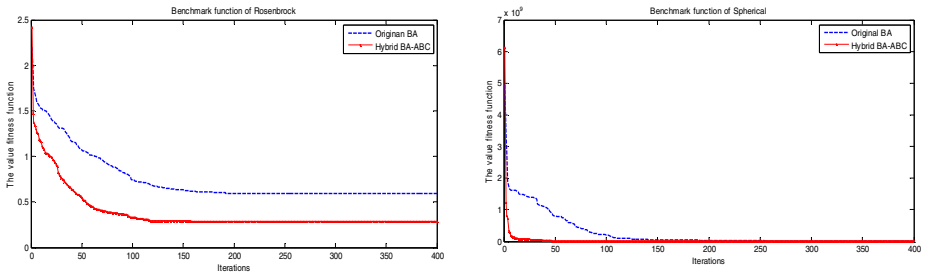 Benchmark function of Rosenbrock
2.5
2
1.5
1
0.5
0
The value fitness function
Originan BA
Hybrid BA-ABC
0 50 100 150 200 250 300 350 400
Iterations
Benchmark function of Spherical
x 10^9
7
6
5
4
3
2
1
0
The value fitness function
Original BA
Hybrid BA-ABC
0 50 100 150 200 250 300 350 400
Iterations